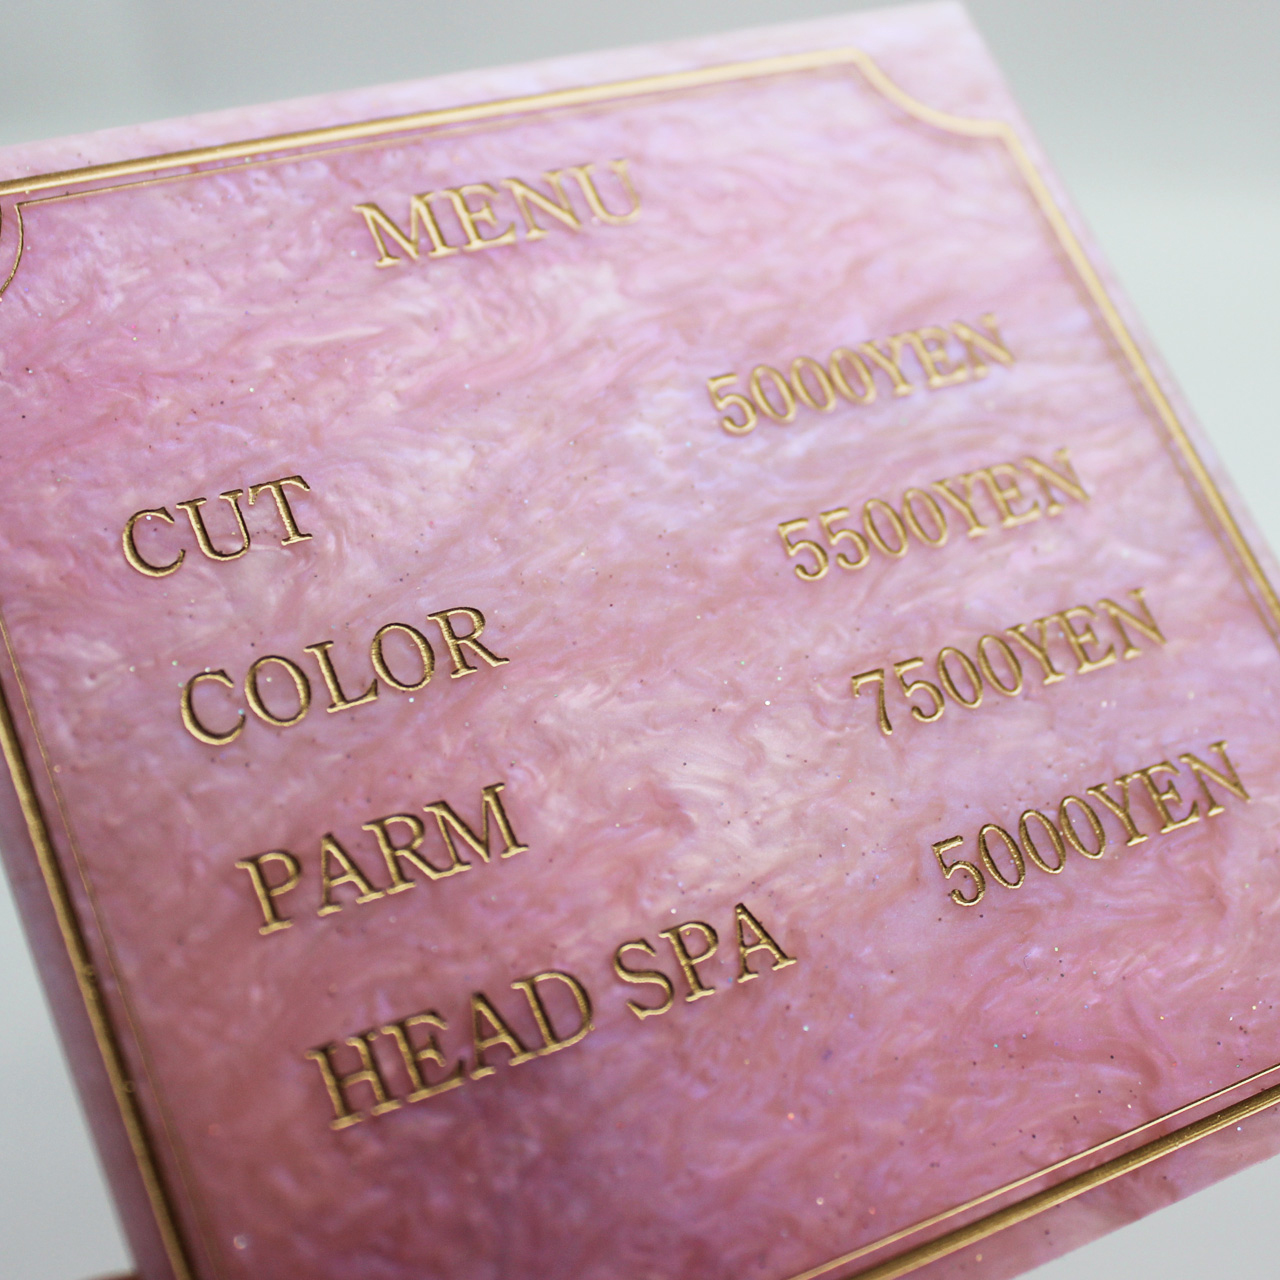 MENU
CUT 5000YEN
COLOR 5500YEN
PARM 7500YEN
HEAD SPA 5000YEN